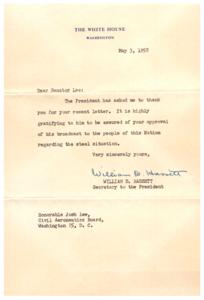 THE WHITE HOUSE
WASHINGTON
May 3, 1952
Dear Senator Lee:
The President has asked me to thank
you for your recent letter. It is highly
gratifying to him to be assured of your approval
of his broadcast to the people of this Nation
regarding the steel situation.
Very sincerely yours,
William D. Hassett
WILLIAM D. HASSETT
Secretary to the President
Honorable Josh Lee,
Civil Aeronautics Board,
Washington 25, D. C.